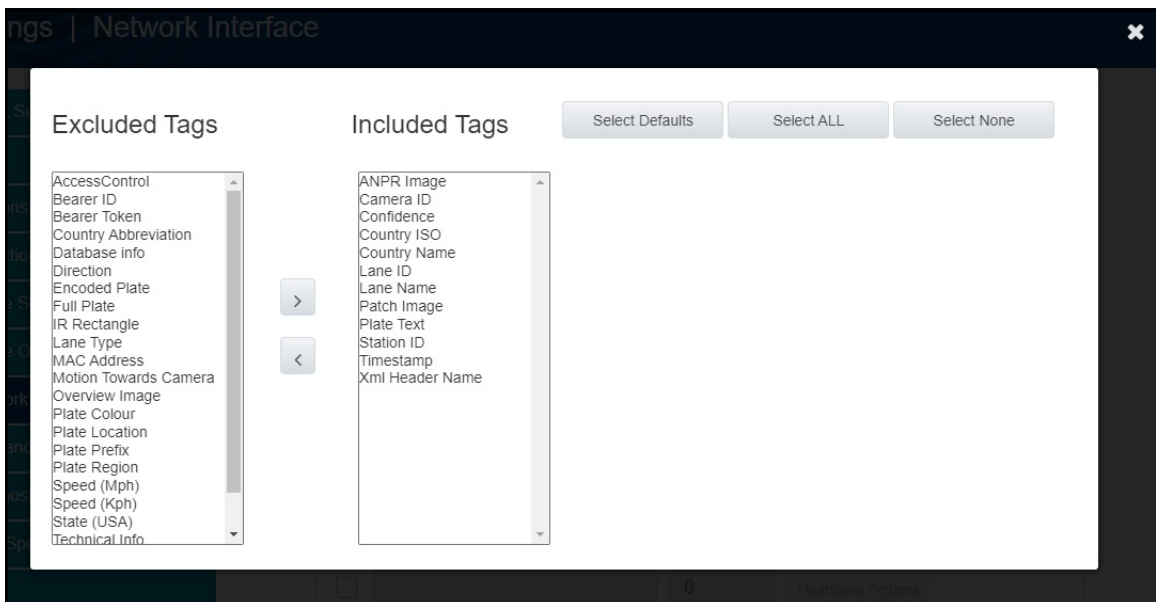 ngs | Network Interface
Excluded Tags
Included Tags
Select Defaults
Select ALL
Select None
AccessControl
Bearer ID
Bearer Token
Country Abbreviation
Database info
Direction
Encoded Plate
Full Plate
IR Rectangle
Lane Type
MAC Address
Motion Towards Camera
Overview Image
Plate Colour
Plate Location
Plate Prefix
Plate Region
Speed (Mph)
Speed (Kph)
State (USA)
Technical Info
>
<
ANPR Image
Camera ID
Confidence
Country ISO
Country Name
Lane ID
Lane Name
Patch Image
Plate Text
Station ID
Timestamp
Xml Header Name
0
HeartBeat Options